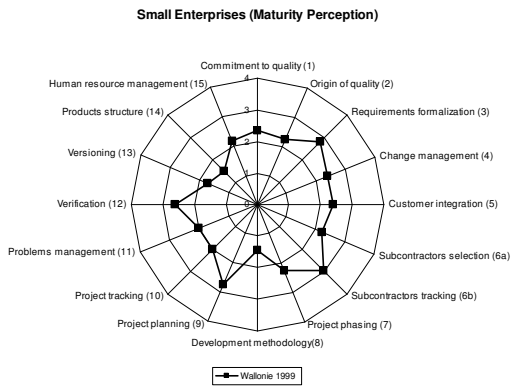 Small Enterprises (Maturity Perception)
Commitment to quality (1)
Human resource management (15)
Origin of quality (2)
Products structure (14)
Requirements formalization (3)
Versioning (13)
Change management (4)
Verification (12)
Customer integration (5)
Problems management (11)
Subcontractors selection (6a)
Project tracking (10)
Subcontractors tracking (6b)
Project planning (9)
Project phasing (7)
Development methodology(8)
4
3
2
1
0
Wallonie 1999